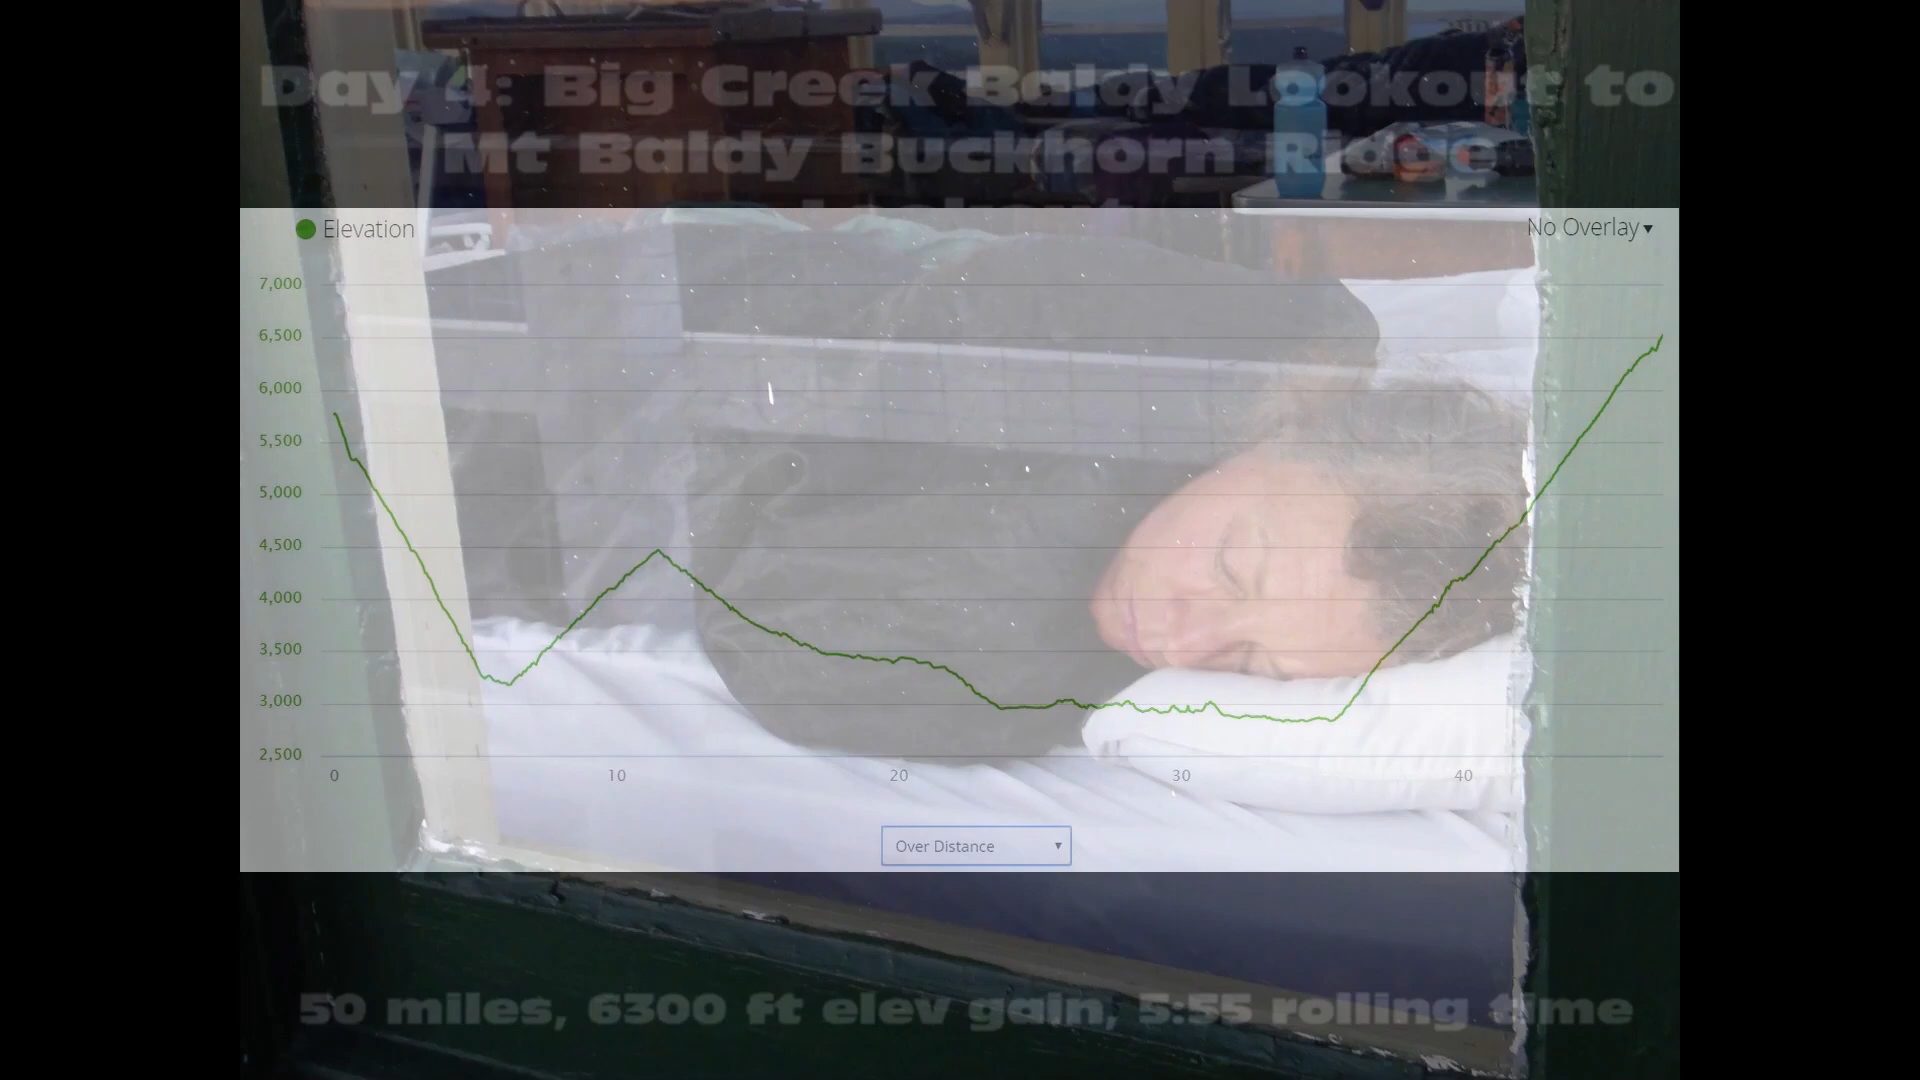 Day 4: Big Creek Baldy Lookout to
Mt Baldy Buckhorn Ridge
Lookout
Elevation
No Overlay
7,000
6,500
6,000
5,500
5,000
4,500
4,000
3,500
3,000
2,500
0 10 20 30 40
Over Distance
50 miles, 6300 ft elev gain, 5:55 rolling time